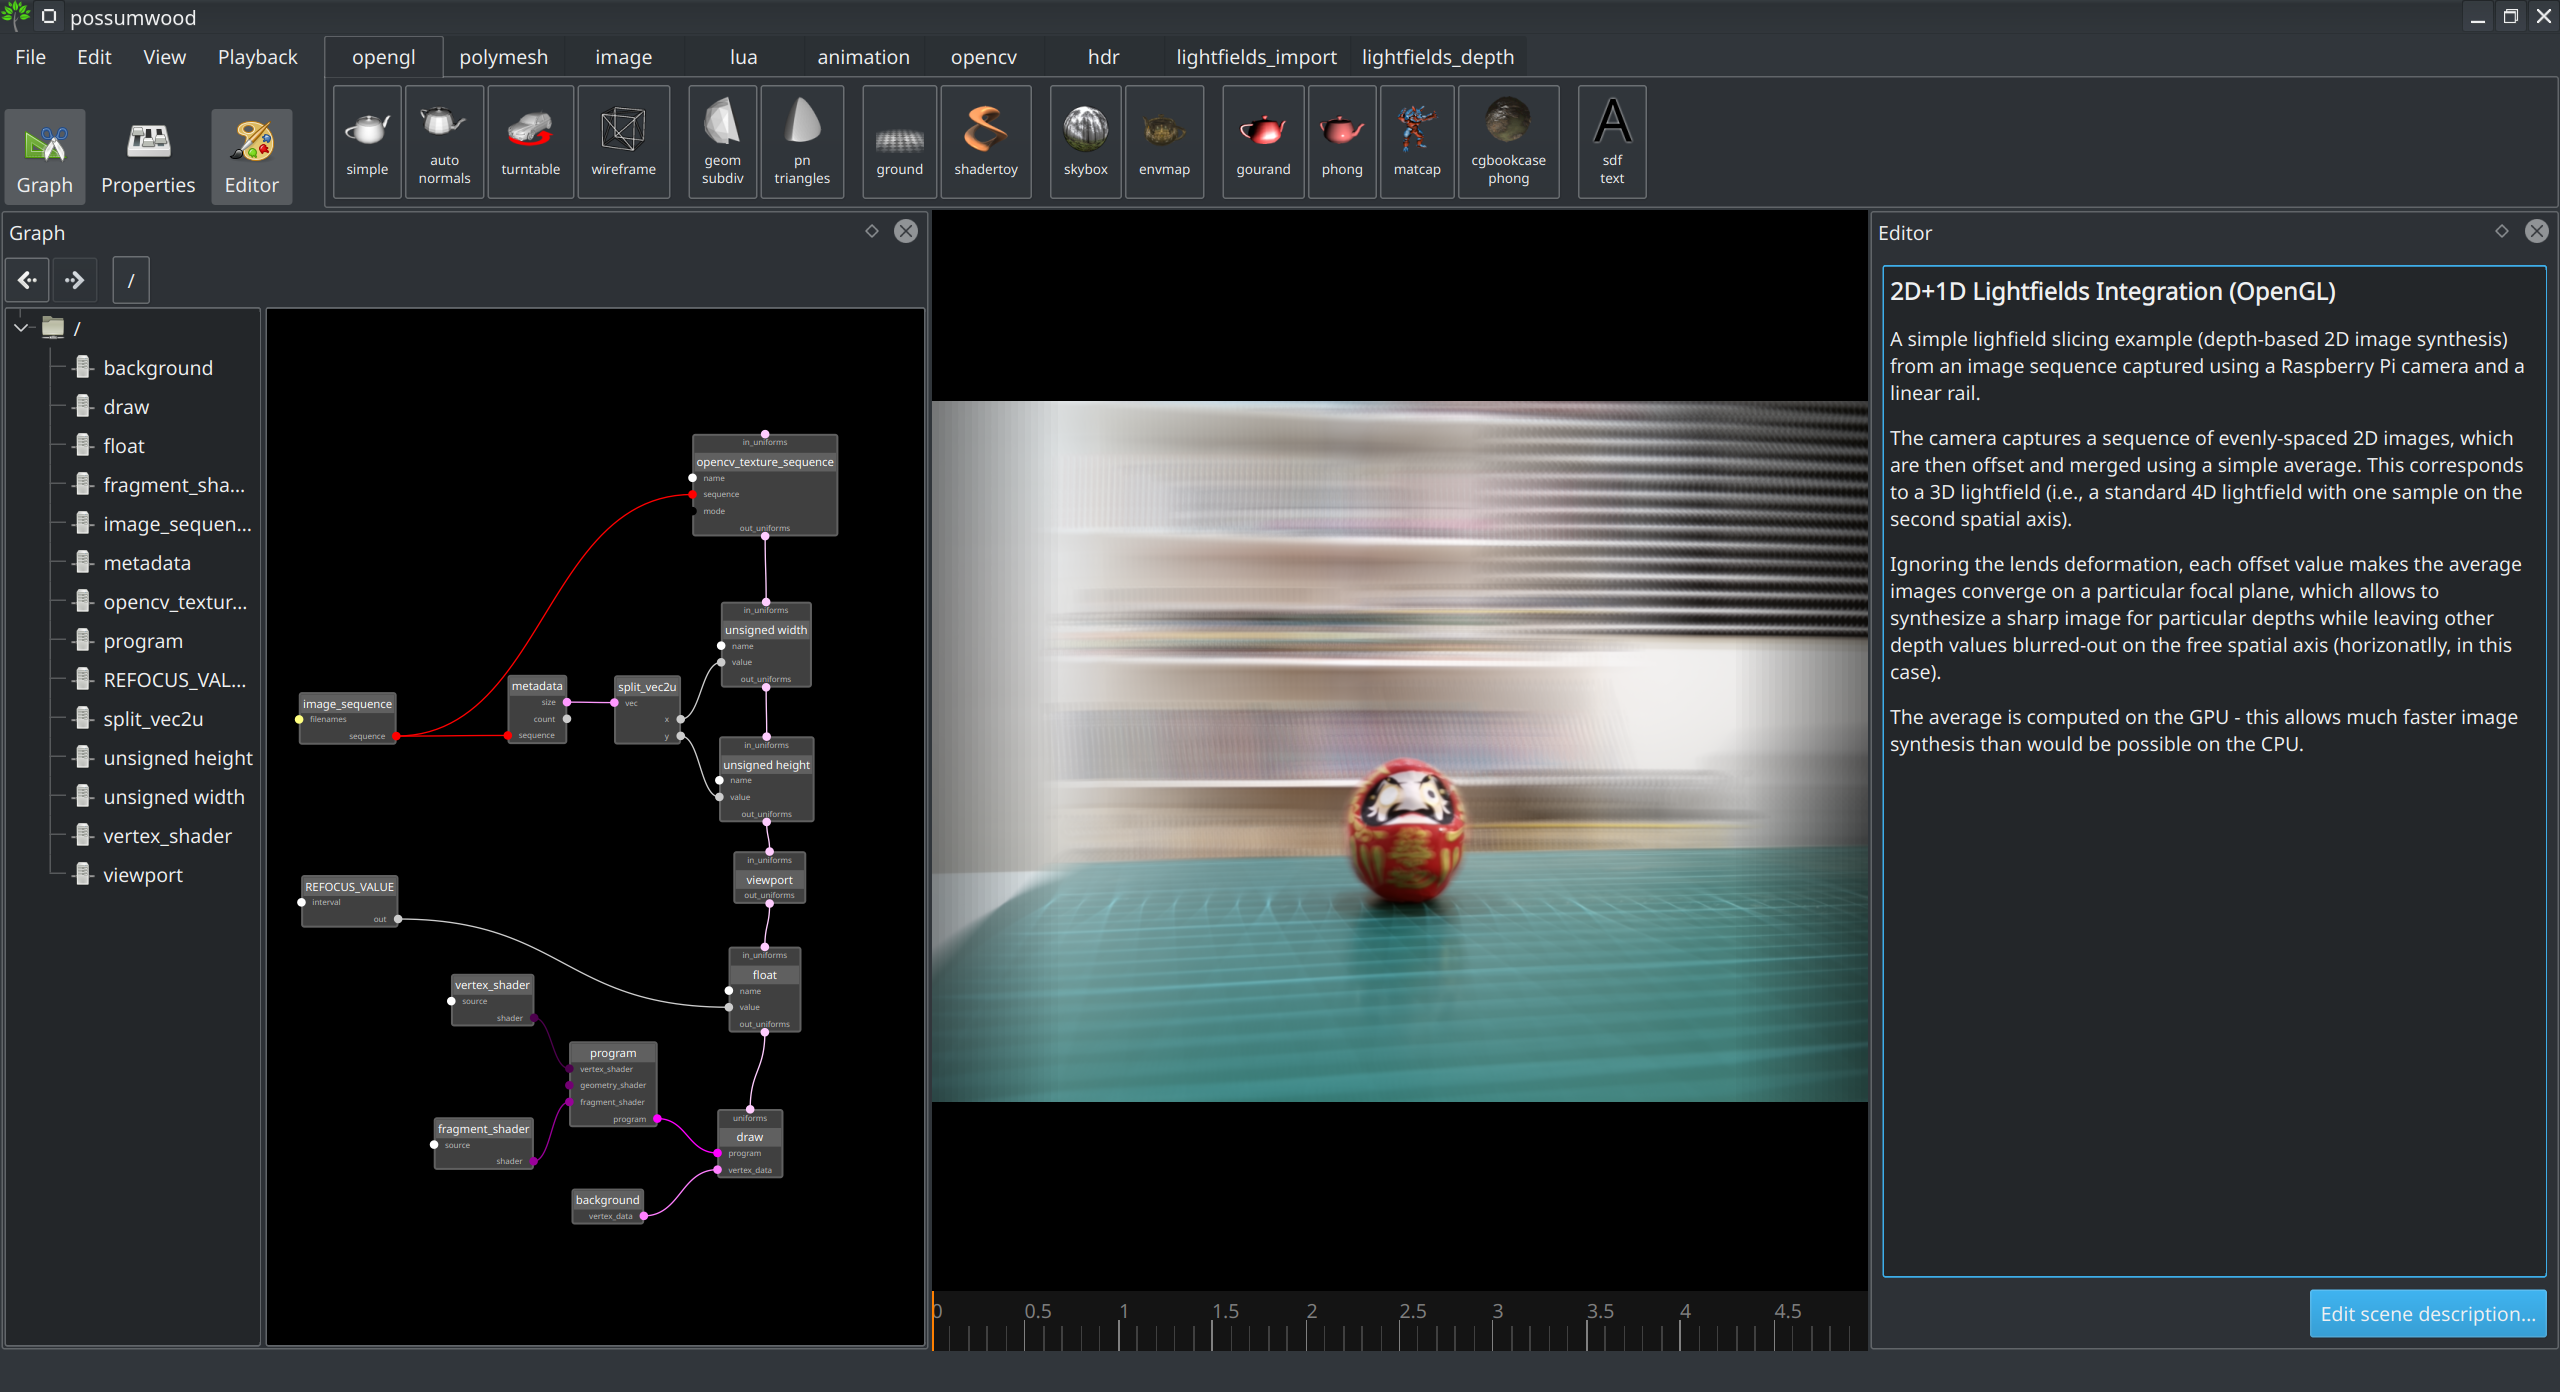 possumwood
File Edit View Playback
opengl polymesh image lua animation opencv hdr lightfields_import lightfields_depth
Graph Properties Editor
simple
auto
normals
turntable
wireframe
geom
subdiv
pn
triangles
ground
shadertoy
skybox
envmap
gourand
phong
matcap
cgbookcase
phong
A
sdf
text
Graph
/
/
background
draw
float
fragment_sha...
image_sequen...
metadata
opencv_textur...
program
REFOCUS_VAL...
split_vec2u
unsigned height
unsigned width
vertex_shader
viewport
in_uniforms
opencv_texture_sequence
name
sequence
mode
out_uniforms
in_uniforms
unsigned width
name
value
out_uniforms
image_sequence
filenames
sequence
metadata
size
count
sequence
split_vec2u
vec
x
y
in_uniforms
unsigned height
name
value
out_uniforms
in_uniforms
viewport
out_uniforms
REFOCUS_VALUE
interval
out
in_uniforms
float
name
value
out_uniforms
vertex_shader
source
shader
program
vertex_shader
geometry_shader
fragment_shader
program
fragment_shader
source
shader
uniforms
draw
program
vertex_data
background
vertex_data
0 0.5 1 1.5 2 2.5 3 3.5 4 4.5
Editor
2D+1D Lightfields Integration (OpenGL)
A simple lighfield slicing example (depth-based 2D image synthesis)
from an image sequence captured using a Raspberry Pi camera and a
linear rail.
The camera captures a sequence of evenly-spaced 2D images, which
are then offset and merged using a simple average. This corresponds
to a 3D lightfield (i.e., a standard 4D lightfield with one sample on the
second spatial axis).
Ignoring the lends deformation, each offset value makes the average
images converge on a particular focal plane, which allows to
synthesize a sharp image for particular depths while leaving other
depth values blurred-out on the free spatial axis (horizonatlly, in this
case).
The average is computed on the GPU - this allows much faster image
synthesis than would be possible on the CPU.
Edit scene description...